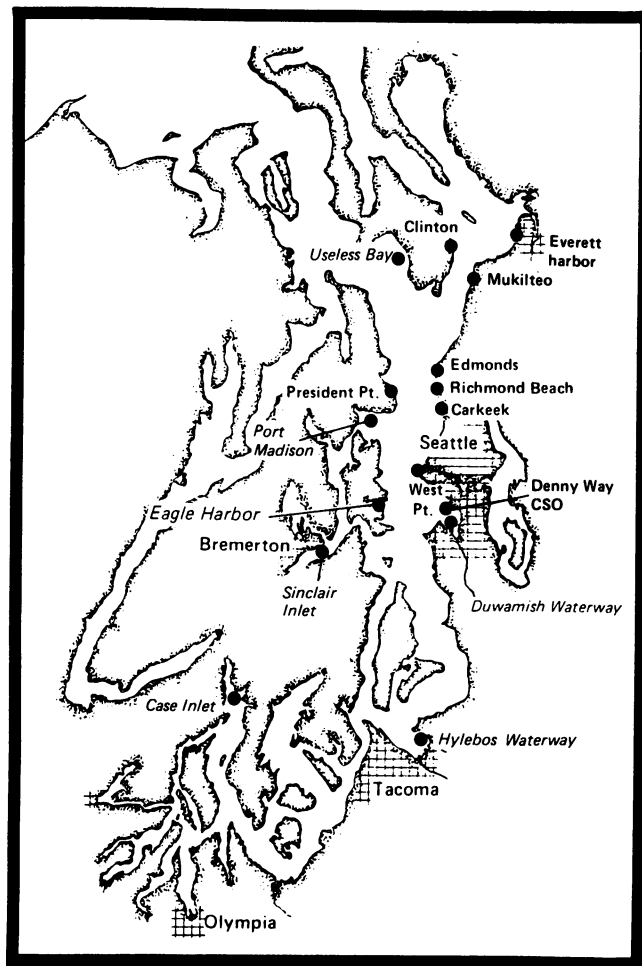 Clinton
Useless Bay
Everett
harbor
Mukilteo
Edmonds
President Pt.
Richmond Beach
Carkeek
Port
Madison
Seattle
West
Pt.
Denny Way
CSO
Eagle Harbor
Bremerton
Sinclair
Inlet
Duwamish Waterway
Case Inlet
Hylebos Waterway
Tacoma
Olympia